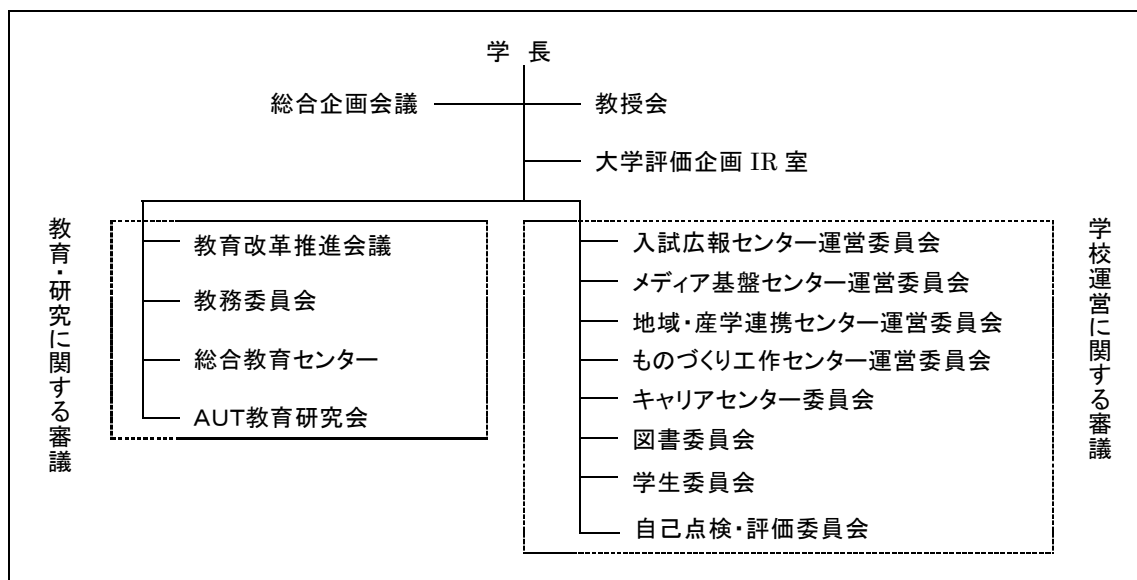 学 長
総合企画会議
教授会
大学評価企画 IR 室
教育・研究に関する審議
教育改革推進会議
教務委員会
総合教育センター
AUT教育研究会
入試広報センター運営委員会
メディア基盤センター運営委員会
地域・産学連携センター運営委員会
ものづくり工作センター運営委員会
キャリアセンター委員会
図書委員会
学生委員会
自己点検・評価委員会
学校運営に関する審議